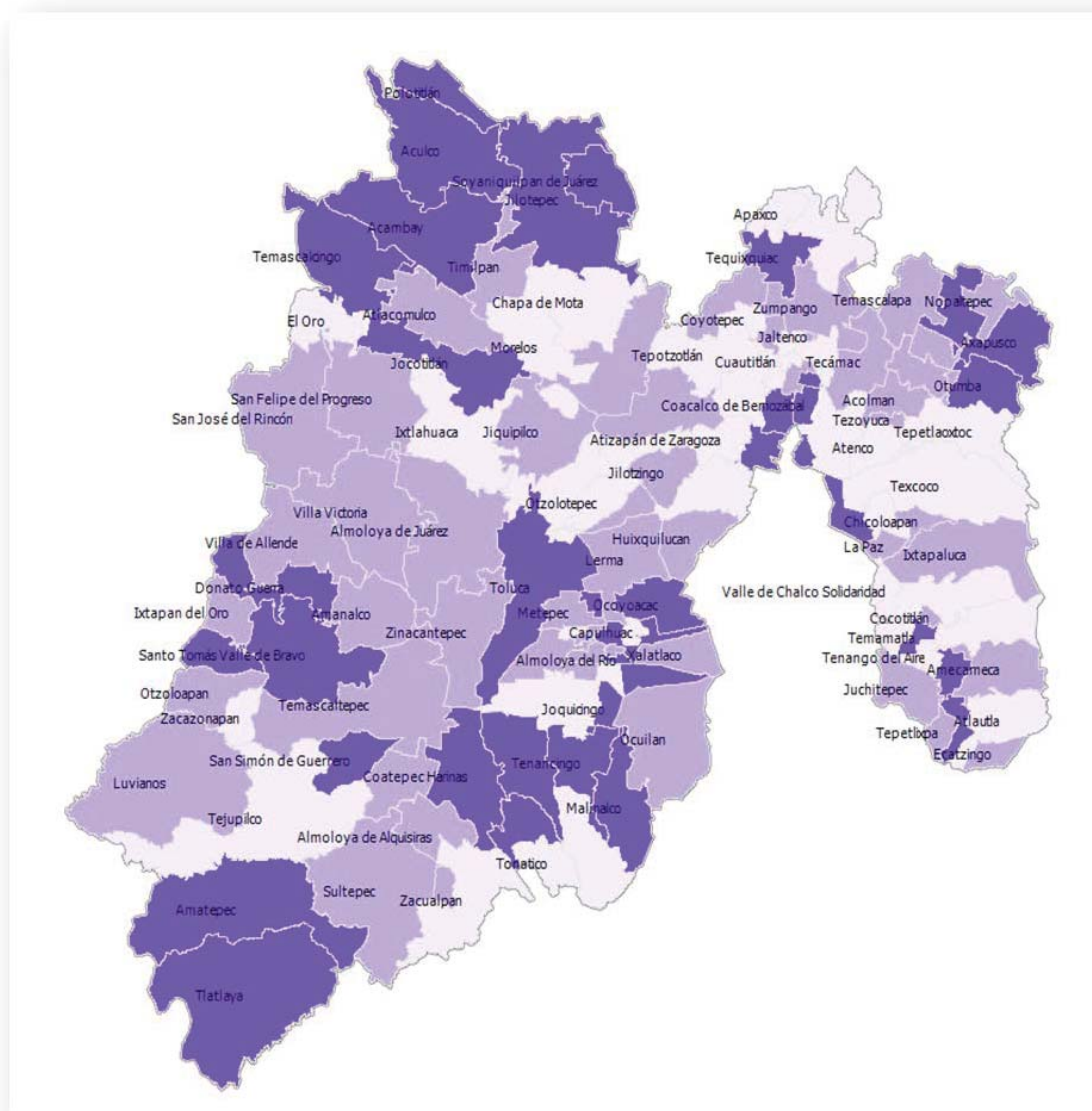 Polotitlán
Aculco
Soyaniquilpan de Juárez
Jilotepec
Acambay
Apaxco
Temascalcingo
Timilpan
Tequixquiac
Chapa de Mota
Zumpango
Temascalapa
Nopaltepec
Atlacomulco
El Oro
Coyotepec
Jaltenco
Axapusco
Morelos
Jocotitlán
Tepotzotlán
Cuautitlán
Tecámac
Otumba
San Felipe del Progreso
San José del Rincón
Coacalco de Berriozábal
Acolman
Tezoyuca
Tepetlaoxtoc
Ixtlahuaca
Jiquipilco
Atizapán de Zaragoza
Atenco
Jilotzingo
Texcoco
Otzolotepec
Villa Victoria
Almoloya de Juárez
Chicoloapan
Villa de Allende
Huixquilucan
La Paz
Ixtapaluca
Lerma
Donato Guerra
Toluca
Valle de Chalco Solidaridad
Ixtapan del Oro
Amanalco
Metepec
Ocoyoacac
Cocotitlán
Zinacantepec
Capulhuac
Temamatla
Santo Tomás
Valle de Bravo
Almoloya del Río
Xalatlaco
Tenango del Aire
Amecameca
Otzoloapan
Juchitepec
Temascaltepec
Joquicingo
Zacazonapan
Atlautla
Tepetlixpa
Ocuilan
Ecatzingo
San Simón de Guerrero
Tenancingo
Luvianos
Coatepec Harinas
Malinalco
Tejupilco
Almoloya de Alquisiras
Tonatico
Sultepec
Zacualpan
Amatepec
Tlatlaya